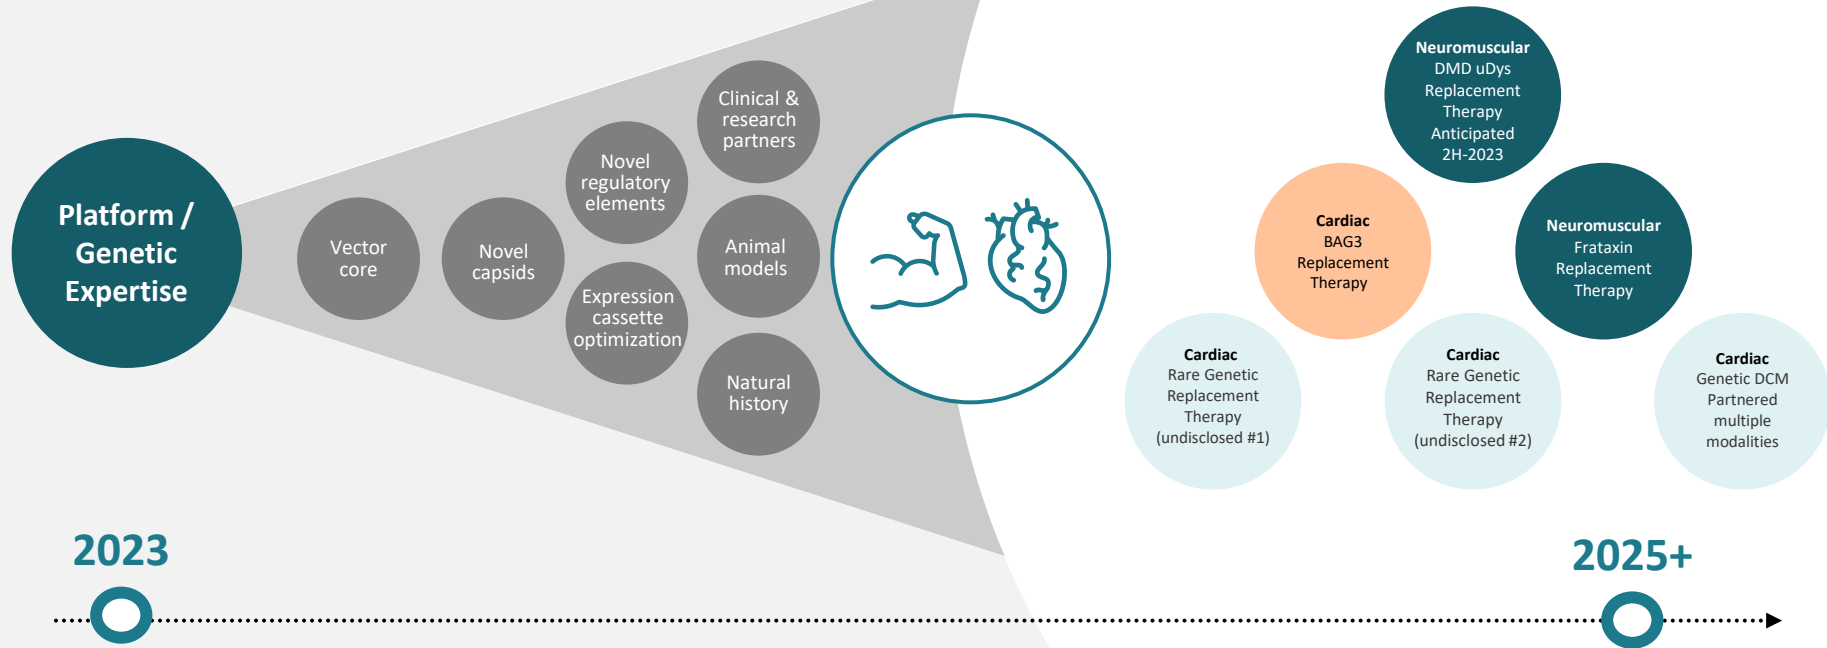 Platform /
Genetic
Expertise
Vector
core
Novel
capsids
Novel
regulatory
elements
Expression
cassette
optimization
Clinical &
research
partners
Animal
models
Natural
history
Neuromuscular
DMD uDys
Replacement
Therapy
Anticipated
2H-2023
Cardiac
BAG3
Replacement
Therapy
Neuromuscular
Frataxin
Replacement
Therapy
Cardiac
Rare Genetic
Replacement
Therapy
(undisclosed #1)
Cardiac
Rare Genetic
Replacement
Therapy
(undisclosed #2)
Cardiac
Genetic DCM
Partnered
multiple
modalities
2023
2025+